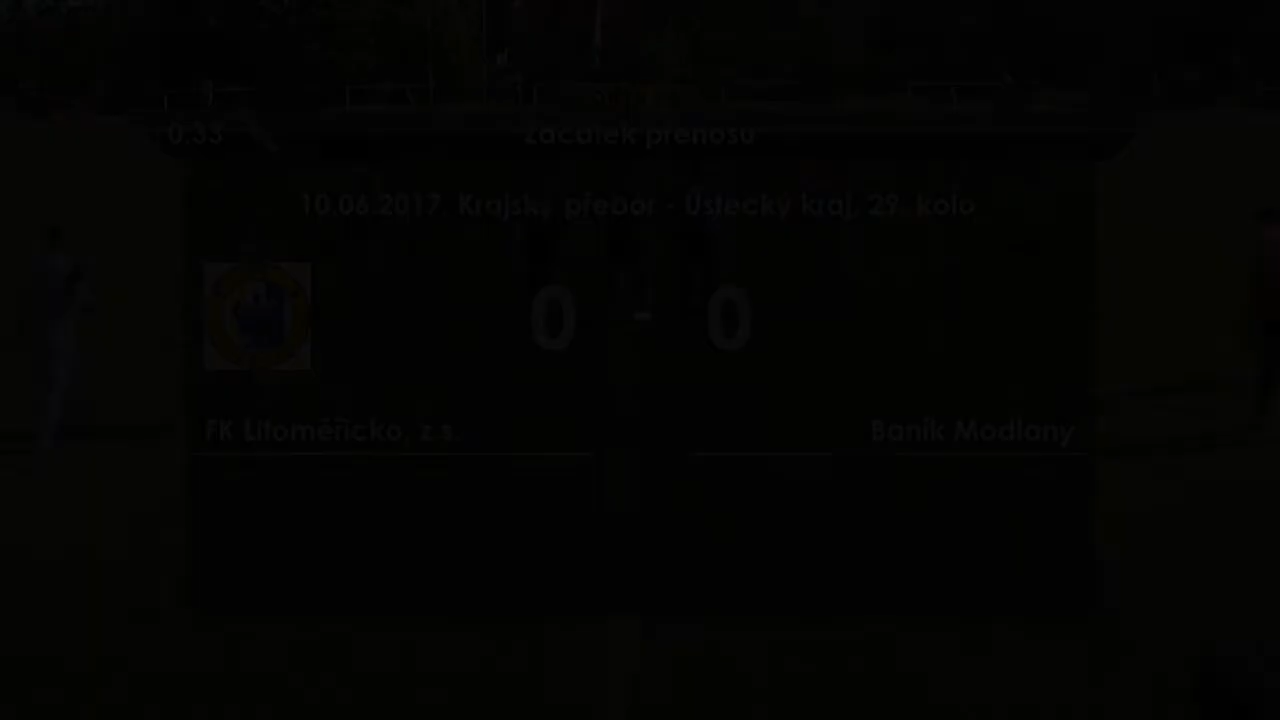 0:33
Začátek přenosu
10.06.2017, Krajský přebor - Ústecký kraj, 29. kolo
0 - 0
FK Litoměřicko, z.s.
Baník Modlany